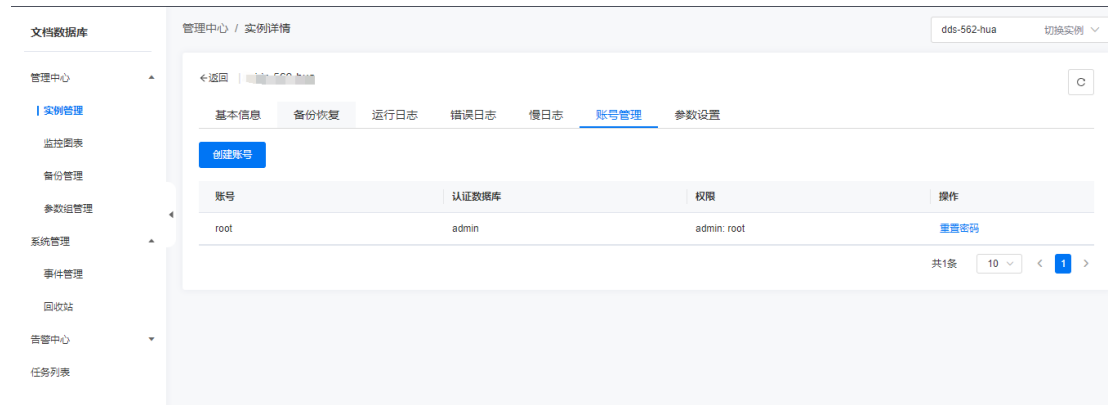 文档数据库
管理中心
实例管理
监控图表
备份管理
参数组管理
系统管理
事件管理
回收站
告警中心
任务列表
管理中心 / 实例详情
dds-562-hua 切换实例
←返回
基本信息 备份恢复 运行日志 错误日志 慢日志 账号管理 参数设置
创建账号
账号 认证数据库 权限 操作
root admin admin: root 重置密码
共1条 10 < 1 >